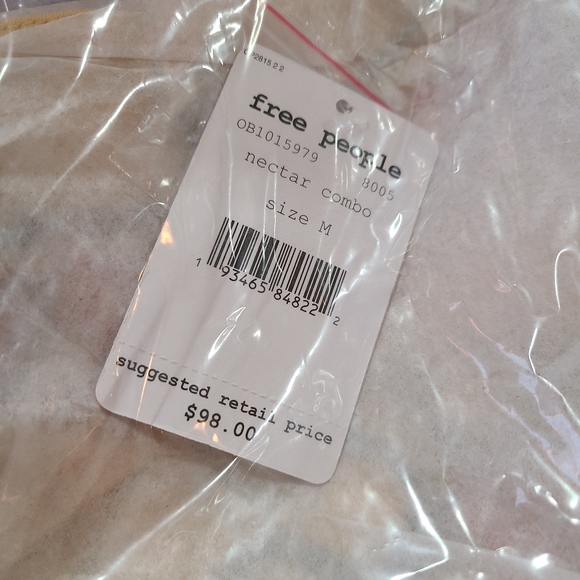 free people
OB1015979 8005
nectar combo
size M
1 93465 84822 2
suggested retail price
$98.00